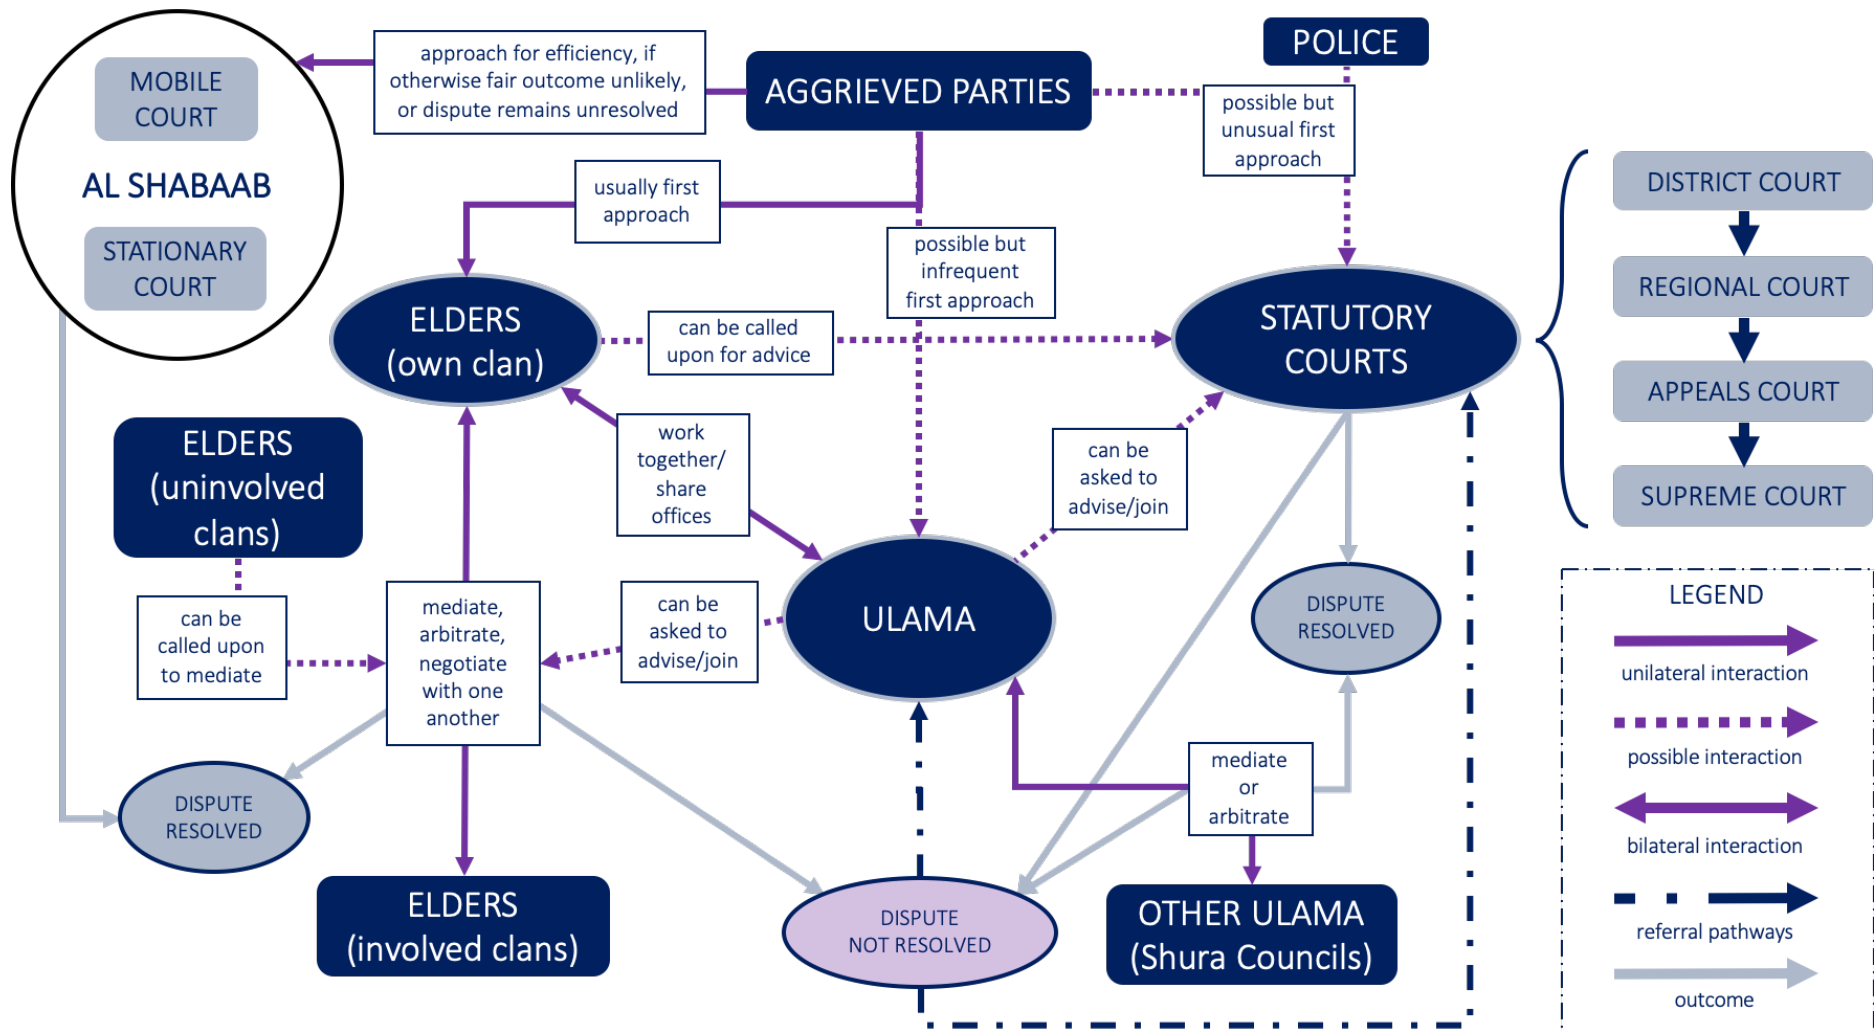 MOBILE
COURT
AL SHABAAB
STATIONARY
COURT
approach for efficiency, if
otherwise fair outcome unlikely,
or dispute remains unresolved
AGGRIEVED PARTIES
POLICE
possible but
unusual first
approach
usually first
approach
possible but
infrequent
first approach
ELDERS
(own clan)
can be called
upon for advice
STATUTORY
COURTS
DISTRICT COURT
REGIONAL COURT
APPEALS COURT
SUPREME COURT
ELDERS
(uninvolved
clans)
work
together/
share
offices
can be
asked to
advise/join
can be
called upon
to mediate
mediate,
arbitrate,
negotiate
with one
another
can be
asked to
advise/join
ULAMA
DISPUTE
RESOLVED
DISPUTE
RESOLVED
mediate
or
arbitrate
ELDERS
(involved clans)
DISPUTE
NOT RESOLVED
OTHER ULAMA
(Shura Councils)
LEGEND
unilateral interaction
possible interaction
bilateral interaction
referral pathways
outcome